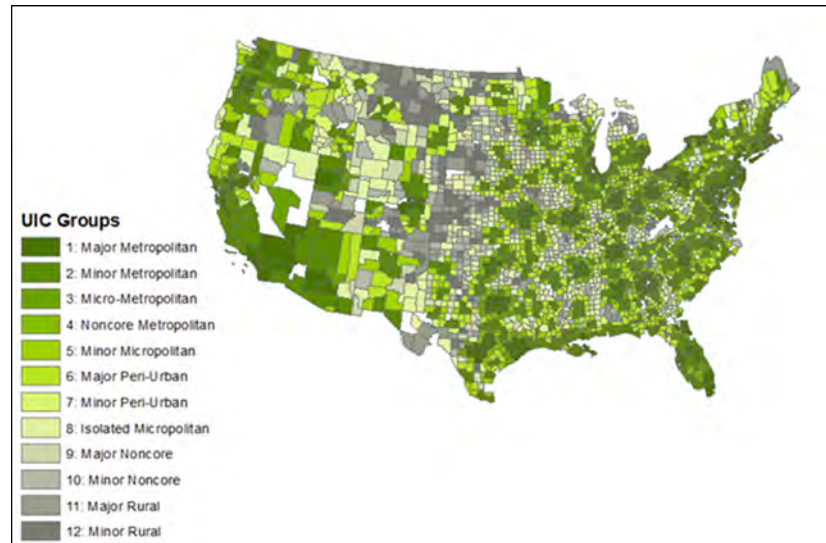 UIC Groups
1: Major Metropolitan
2: Minor Metropolitan
3: Micro-Metropolitan
4: Noncore Metropolitan
5: Minor Micropolitan
6: Major Peri-Urban
7: Minor Peri-Urban
8: Isolated Micropolitan
9: Major Noncore
10: Minor Noncore
11: Major Rural
12: Minor Rural